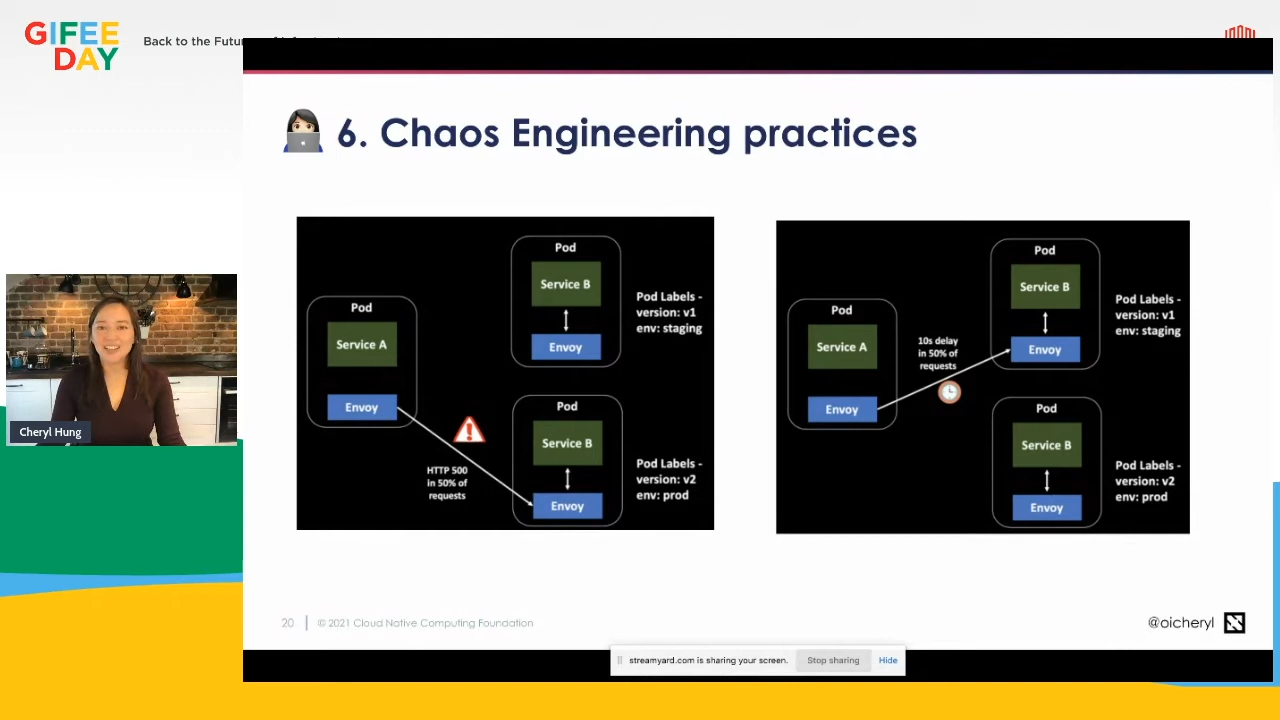 GIFEE
DAY
Back to the Futur
6. Chaos Engineering practices
Pod
Service A
Envoy
HTTP 500
in 50% of
requests
Pod
Service B
Envoy
Pod Labels -
version: v1
env: staging
Pod
Service B
Envoy
Pod Labels -
version: v2
env: prod
Pod
Service A
Envoy
10s delay
in 50% of
requests
Pod
Service B
Envoy
Pod Labels -
version: v1
env: staging
Pod
Service B
Envoy
Pod Labels -
version: v2
env: prod
Cheryl Hung
20
© 2021 Cloud Native Computing Foundation
@oicheryl
streamyard.com is sharing your screen.
Stop sharing
Hide